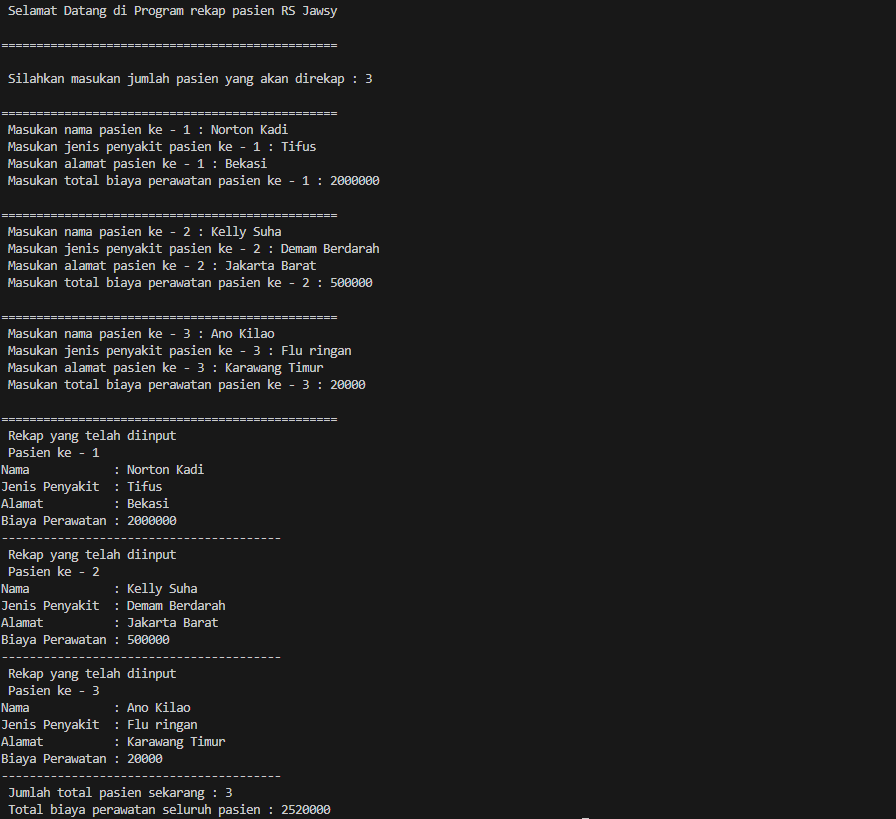 Selamat Datang di Program rekap pasien RS Jawsy
================================================
Silahkan masukan jumlah pasien yang akan direkap : 3
================================================
Masukan nama pasien ke - 1 : Norton Kadi
Masukan jenis penyakit pasien ke - 1 : Tifus
Masukan alamat pasien ke - 1 : Bekasi
Masukan total biaya perawatan pasien ke - 1 : 2000000
================================================
Masukan nama pasien ke - 2 : Kelly Suha
Masukan jenis penyakit pasien ke - 2 : Demam Berdarah
Masukan alamat pasien ke - 2 : Jakarta Barat
Masukan total biaya perawatan pasien ke - 2 : 500000
================================================
Masukan nama pasien ke - 3 : Ano Kilao
Masukan jenis penyakit pasien ke - 3 : Flu ringan
Masukan alamat pasien ke - 3 : Karawang Timur
Masukan total biaya perawatan pasien ke - 3 : 20000
================================================
Rekap yang telah diinput
Pasien ke - 1
Nama            : Norton Kadi
Jenis Penyakit  : Tifus
Alamat          : Bekasi
Biaya Perawatan : 2000000
----------------------------------------
Rekap yang telah diinput
Pasien ke - 2
Nama            : Kelly Suha
Jenis Penyakit  : Demam Berdarah
Alamat          : Jakarta Barat
Biaya Perawatan : 500000
----------------------------------------
Rekap yang telah diinput
Pasien ke - 3
Nama            : Ano Kilao
Jenis Penyakit  : Flu ringan
Alamat          : Karawang Timur
Biaya Perawatan : 20000
----------------------------------------
Jumlah total pasien sekarang : 3
Total biaya perawatan seluruh pasien : 2520000